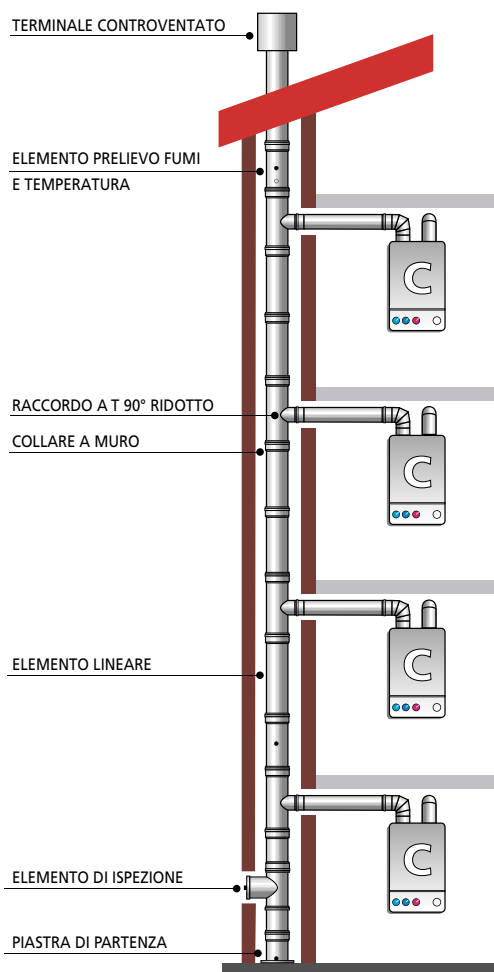 TERMINALE CONTROVENTATO
ELEMENTO PRELIEVO FUMI
E TEMPERATURA
C
RACCORDO A T 90° RIDOTTO
COLLARE A MURO
C
ELEMENTO LINEARE
C
ELEMENTO DI ISPEZIONE
C
PIASTRA DI PARTENZA